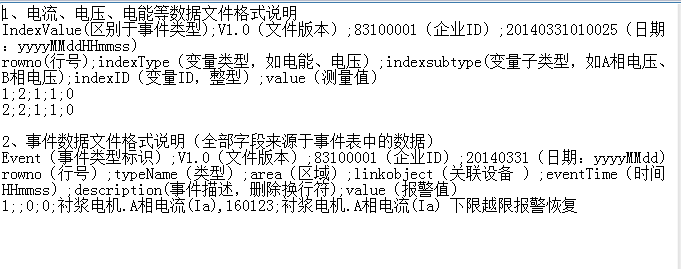 1、电流、电压、电能等数据文件格式说明
IndexValue(区别于事件类型);V1.0（文件版本）;83100001（企业ID）;20140331010025（日期
：yyyyMMddHHmmss)
rowno(行号);indexType（变量类型，如电能、电压）;indexsubtype(变量子类型，如A相电压、
B相电压);indexID（变量ID，整型）;value（测量值）
1;2;1;1;0
2;2;1;1;0
2、事件数据文件格式说明（全部字段来源于事件表中的数据）
Event（事件类型标识）;V1.0（文件版本）;83100001（企业ID）;20140331（日期：yyyyMMdd)
rowno（行号）;typeName（类型）;area（区域）;linkobject（关联设备 ）;eventTime（时间
HHmmss）;description(事件描述，删除换行符);value（报警值）
1;;0;0;衬浆电机.A相电流(Ia),160123;衬浆电机.A相电流(Ia) 下限越限报警恢复